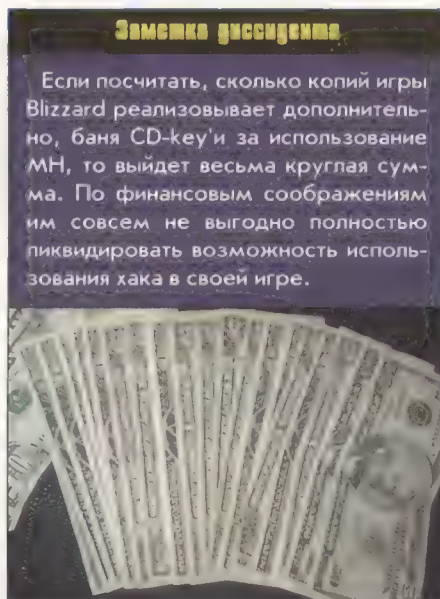 Заметка диссидента
Если посчитать, сколько копий игры
Blizzard реализовывает дополнитель-
но, баня CD-key'и за использование
МН, то выйдет весьма круглая сум-
ма. По финансовым соображениям
им совсем не выгодно полностью
ликвидировать возможность исполь-
зования хака в своей игре.